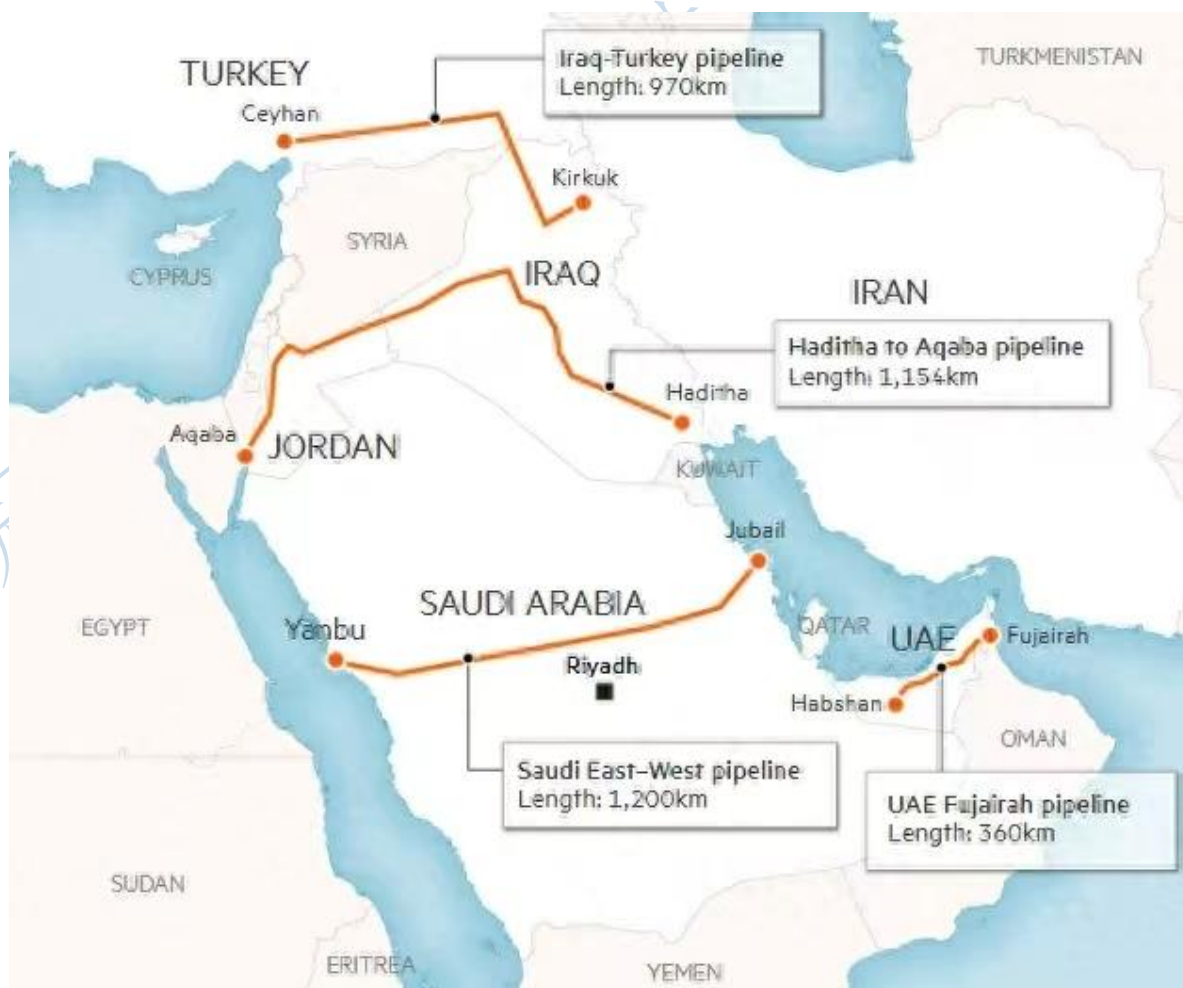 TURKMENISTAN
Iraq-Turkey pipeline
Length: 970km
TURKEY
Ceyhan
Kirkuk
SYRIA
CYPRUS
IRAQ
IRAN
Haditha to Aqaba pipeline
Length: 1,154km
Haditha
Aqaba
JORDAN
KUWAIT
Jubail
SAUDI ARABIA
EGYPT
Yanbu
QATAR
UAE
Fujairah
Riyadh
Habshan
OMAN
Saudi East-West pipeline
Length: 1,200km
UAE Fujairah pipeline
Length: 360km
SUDAN
ERITREA
YEMEN